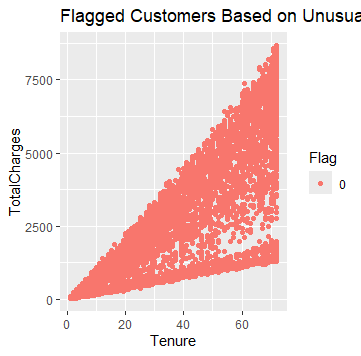 Flagged Customers Based on Unusua
TotalCharges
7500
5000
2500
0
0 20 40 60
Tenure
Flag
0